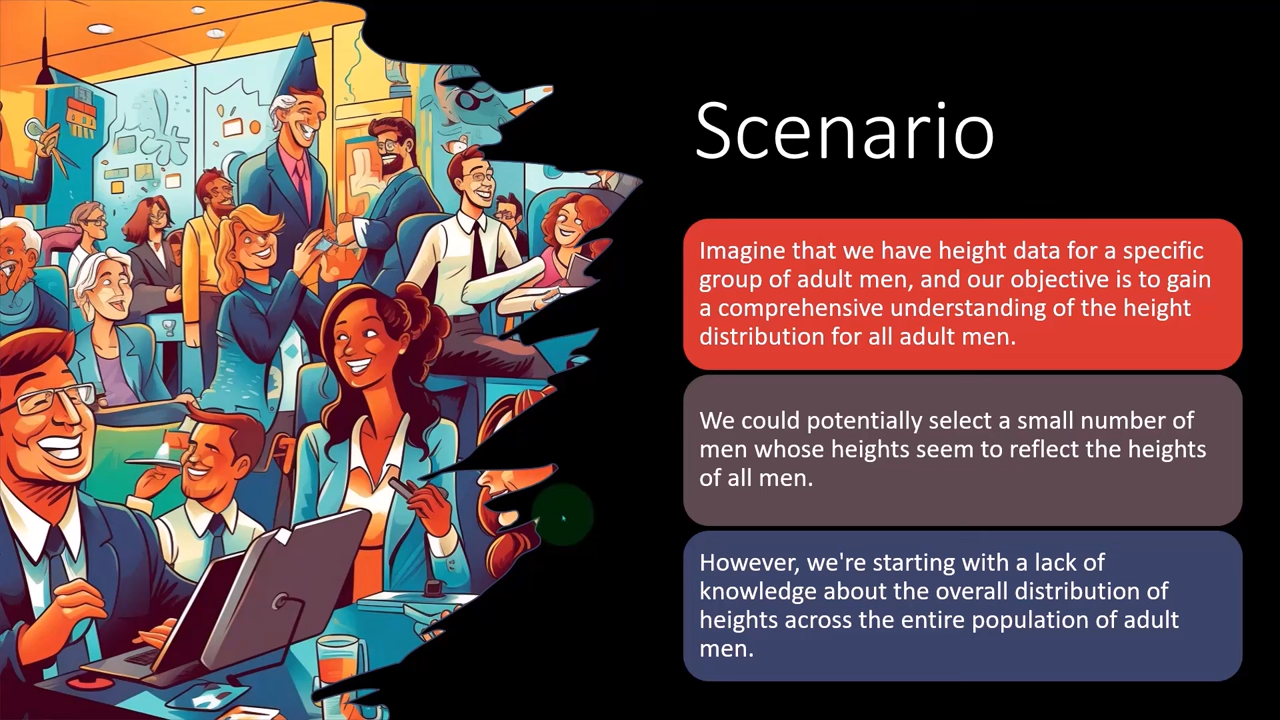 Scenario
Imagine that we have height data for a specific
group of adult men, and our objective is to gain
a comprehensive understanding of the height
distribution for all adult men.
We could potentially select a small number of
men whose heights seem to reflect the heights
of all men.
However, we're starting with a lack of
knowledge about the overall distribution of
heights across the entire population of adult
men.